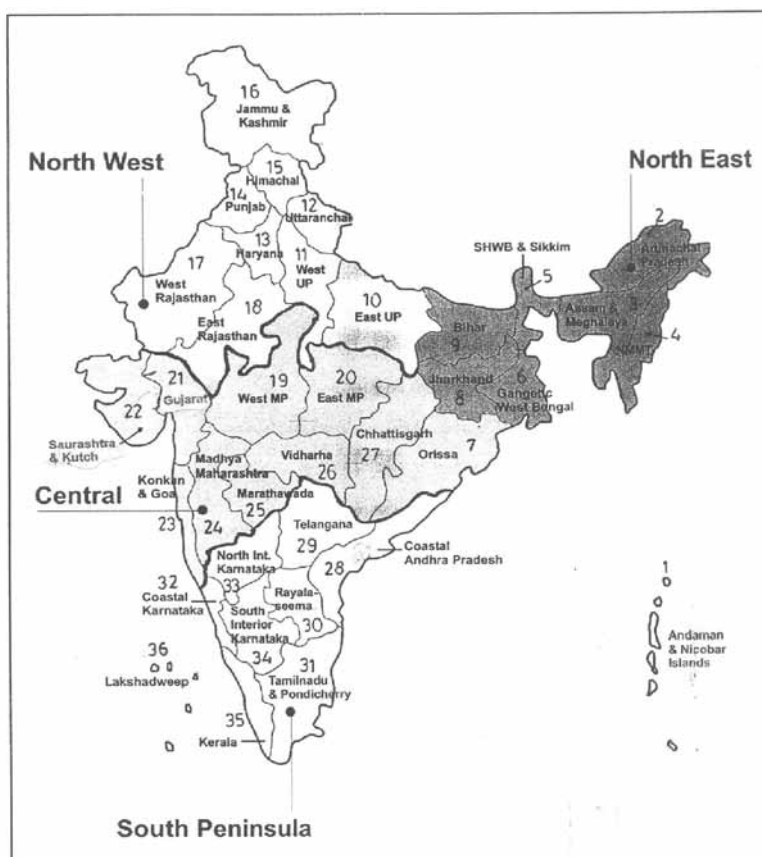 16
Jammu &
Kashmir
North West
15
Himachal
North East
14
Punjab
12
Uttaranchal
2
Arunachal
Pradesh
13
Haryana
SHWB & Sikkim
5
17
West
Rajasthan
11
West
UP
18
East
Rajasthan
10
East UP
3
Assam &
Meghalaya
4
NMMT
Bihar
9
21
Gujarat
19
West MP
20
East MP
Jharkhand
8
6
Gangetic
West Bengal
22
Saurashtra
& Kutch
Chhattisgarh
27
Orissa
7
Madhya
Maharashtra
Vidharha
26
Konkan
& Goa
Central
Marathawada
25
23
24
Telangana
29
North Int.
Karnataka
33
28
Coastal
Andhra Pradesh
32
Coastal
Karnataka
Rayala-
seema
30
South
Interior
Karnataka
34
1
Andaman
& Nicobar
Islands
36
Lakshadweep
31
Tamilnadu
& Pondicherry
35
Kerala
South Peninsula